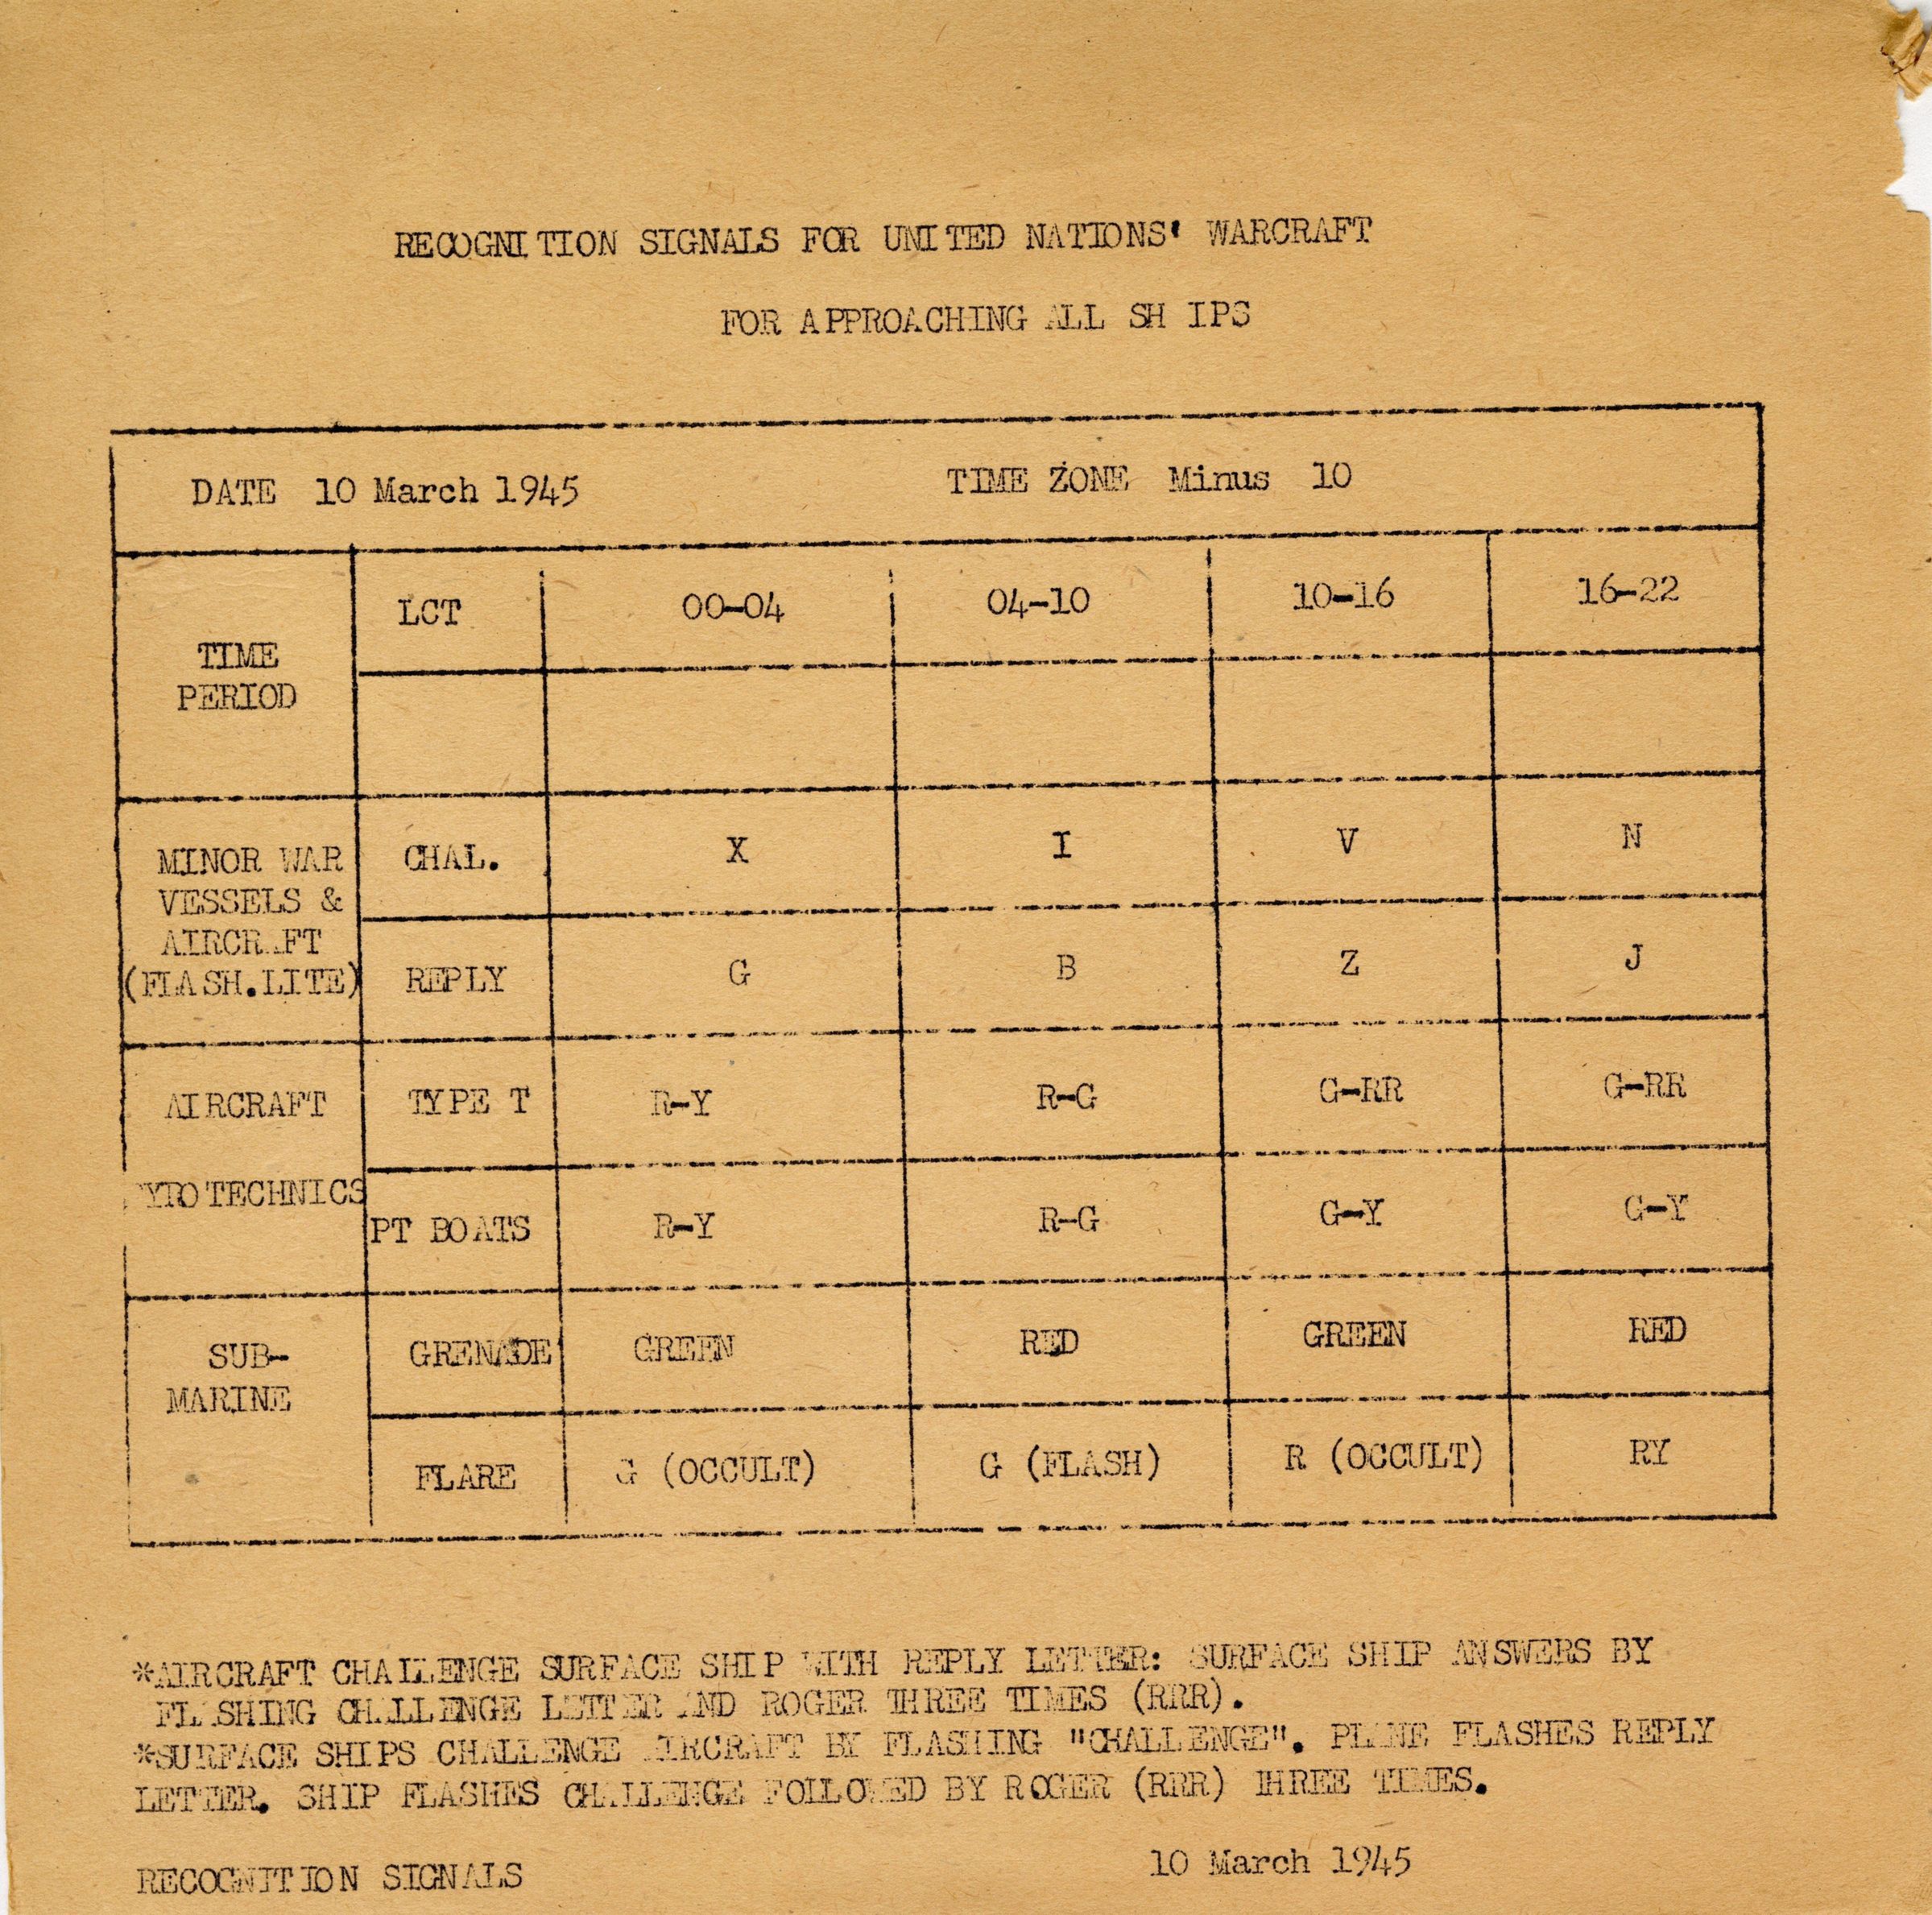 RECOGNITION SIGNALS FOR UNITED NATIONS' WARCRAFT
FOR APPROACHING ALL SHIPS
DATE 10 March 1945 TIME ZONE Minus 10
TIME PERIOD LCT 00-04 04-10 10-16 16-22
MINOR WAR VESSELS & AIRCRAFT (FLASH.LITE) CHAL. X I V N
REPLY G B Z J
AIRCRAFT PYROTECHNICS TYPE T R-Y R-G G-RR G-RR
PT BOATS R-Y R-G G-Y G-Y
SUB-MARINE GRENADE GREEN RED GREEN RED
FLARE G (OCCULT) G (FLASH) R (OCCULT) RY
*AIRCRAFT CHALLENGE SURFACE SHIP WITH REPLY LETTER: SURFACE SHIP ANSWERS BY
FLASHING CHALLENGE LETTER AND ROGER THREE TIMES (RRR).
*SURFACE SHIPS CHALLENGE AIRCRAFT BY FLASHING "CHALLENGE". PLANE FLASHES REPLY
LETTER. SHIP FLASHES CHALLENGE FOLLOWED BY ROGER (RRR) THREE TIMES.
RECOGNITION SIGNALS 10 March 1945